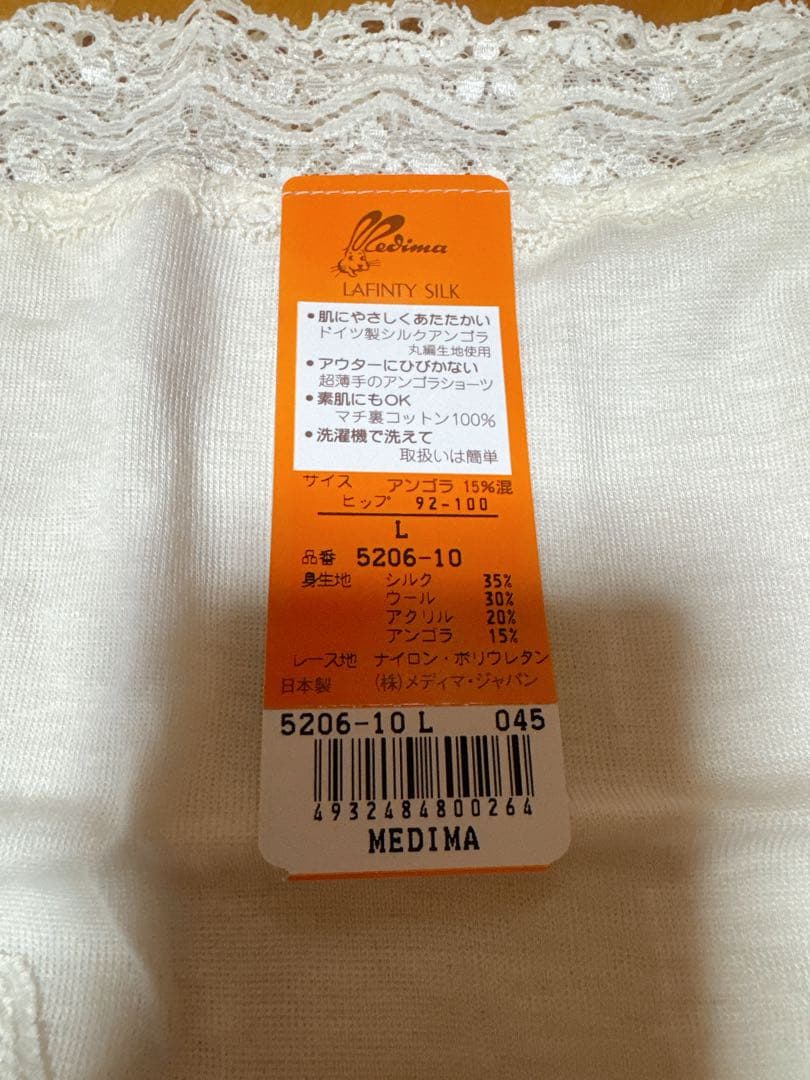 Medima
LAFINTY SILK
• 肌にやさしくあたたかい
ドイツ製シルクアンゴラ
丸編生地使用
• アウターにひびかない
超薄手のアンゴラショーツ
• 素肌にもOK
マチ裏コットン100%
• 洗濯機で洗えて
取扱いは簡単
サイズ アンゴラ 15%混
ヒップ 92-100
L
品番 5206-10
身生地 シルク 35%
ウール 30%
アクリル 20%
アンゴラ 15%
レース地 ナイロン・ポリウレタン
日本製 (株)メディマ・ジャパン
5206-10 L 045
4932484800264
MEDIMA